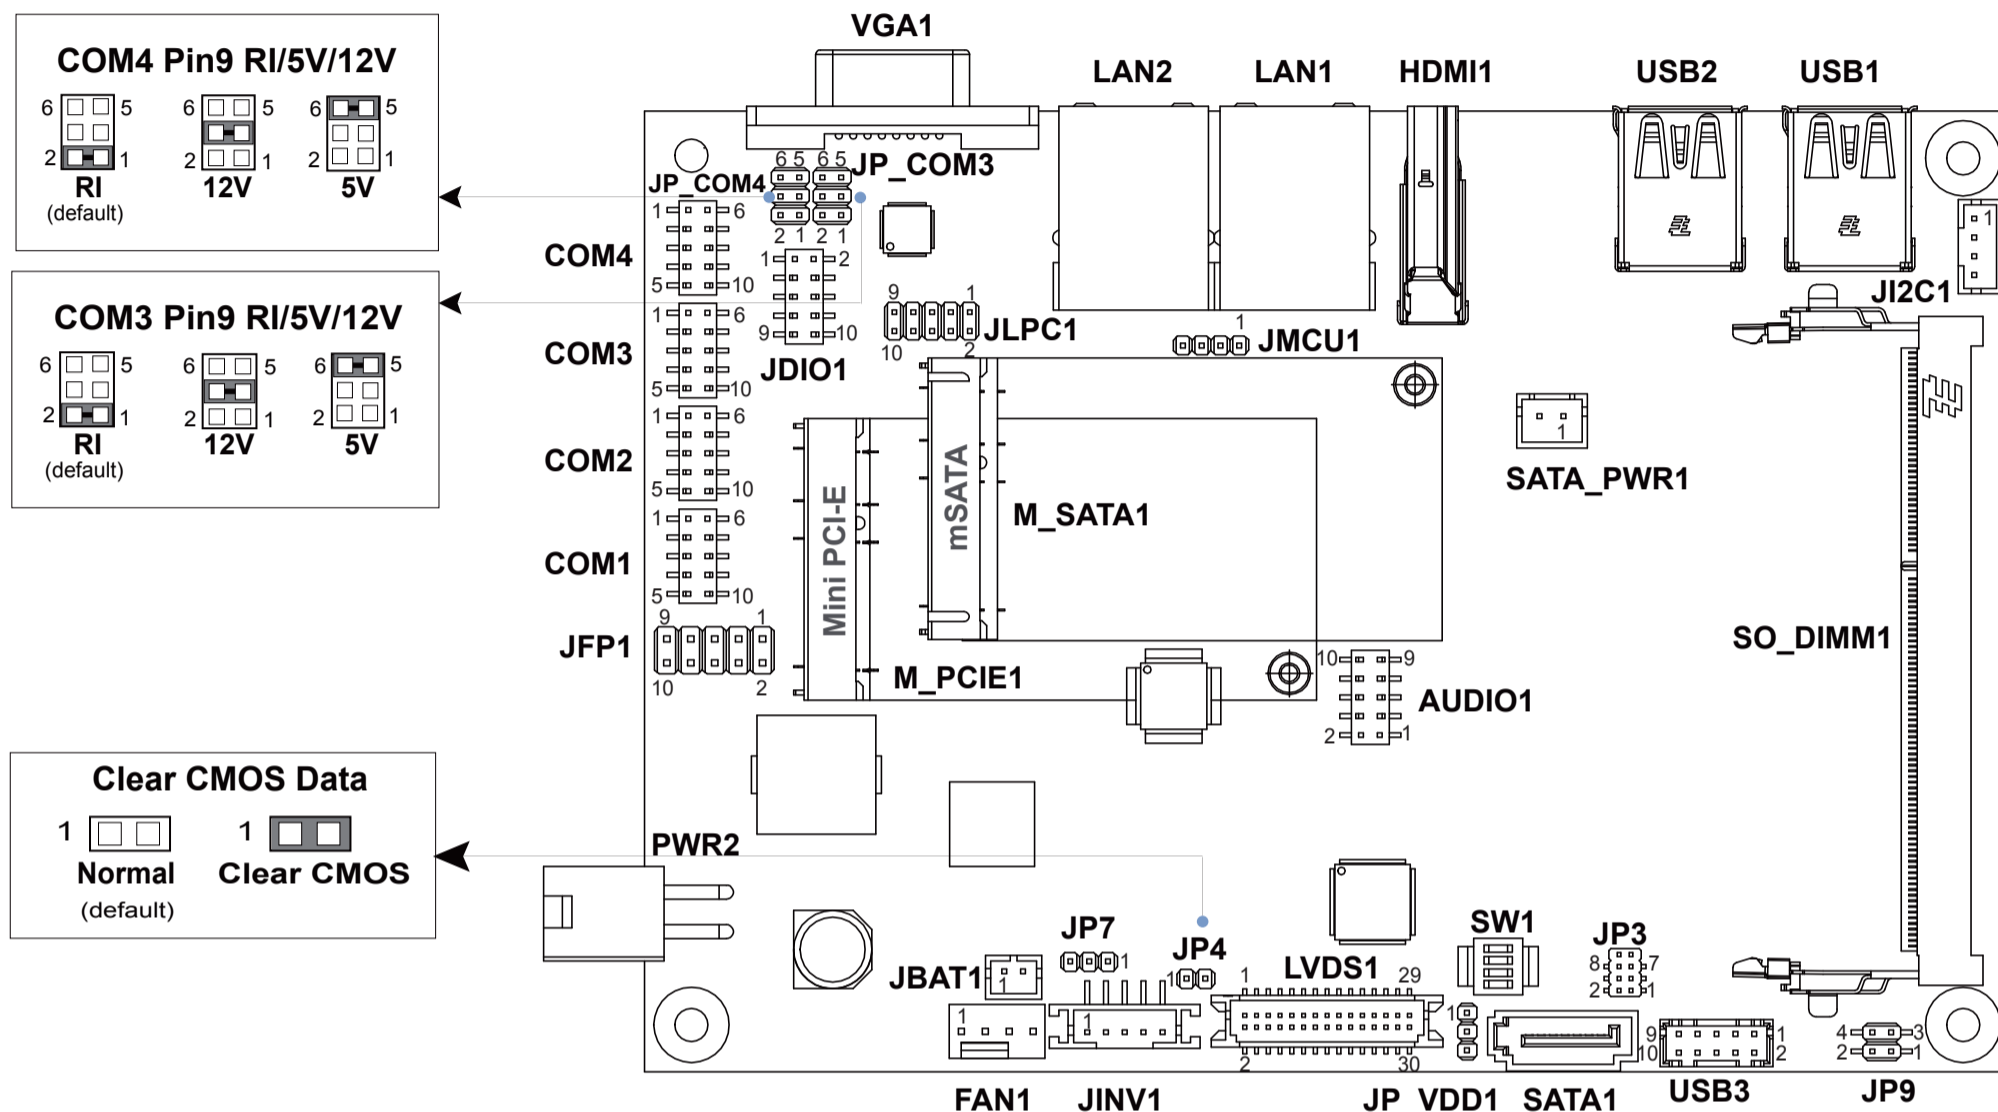 COM4 Pin9 RI/5V/12V
6 5 6 5 6 5
2 1 2 1 2 1
RI 12V 5V
(default)
COM3 Pin9 RI/5V/12V
6 5 6 5 6 5
2 1 2 1 2 1
RI 12V 5V
(default)
Clear CMOS Data
1 1
Normal Clear CMOS
(default)
VGA1
LAN2 LAN1 HDMI1 USB2 USB1
6 5 6 5
JP_COM3
JP_COM4
2 1 2 1
1 6
COM4
5 10
1 2
JDIO1
9 10
9 1
JLPC1
10 2
1
JMCU1
1
JI2C1
1 6
COM3
5 10
1 6
COM2
5 10
1 6
COM1
5 10
9 1
JFP1
10 2
Mini PCI-E
M_PCIE1
mSATA
M_SATA1
1
SATA_PWR1
SO_DIMM1
10 9
AUDIO1
2 1
PWR2
JBAT1
1
JP7
1
JP4
1
1 29
LVDS1
2 30
SW1
JP3
8 7
2 1
1
FAN1
1
JINV1
1
JP VDD1
SATA1
9 1
10 2
USB3
4 3
2 1
JP9